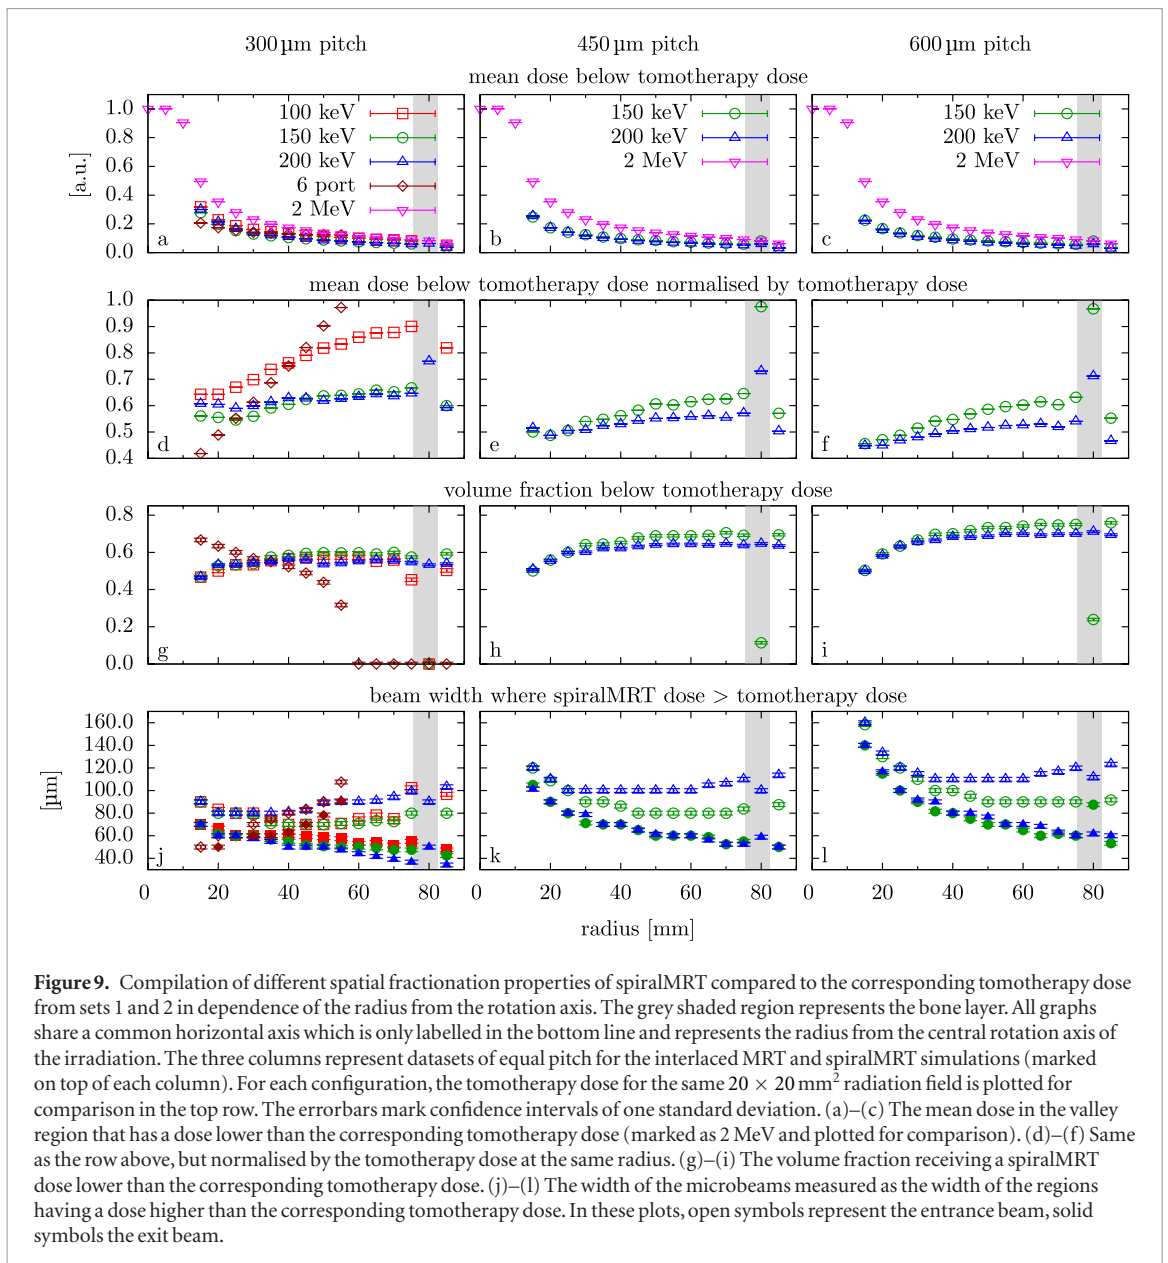 300 µm pitch 450 µm pitch 600 µm pitch
mean dose below tomotherapy dose
[a.u.]
1.0
0.8
0.6
0.4
0.2
0.0
100 keV
150 keV
200 keV
6 port
2 MeV
a
150 keV
200 keV
2 MeV
b
150 keV
200 keV
2 MeV
c
mean dose below tomotherapy dose normalised by tomotherapy dose
1.0
0.9
0.8
0.7
0.6
0.5
0.4
d
e
f
volume fraction below tomotherapy dose
0.8
0.6
0.4
0.2
0.0
g
h
i
beam width where spiralMRT dose > tomotherapy dose
[µm]
160.0
140.0
120.0
100.0
80.0
60.0
40.0
j
k
l
0 20 40 60 80 0 20 40 60 80 0 20 40 60 80
radius [mm]
Figure 9. Compilation of different spatial fractionation properties of spiralMRT compared to the corresponding tomotherapy dose
from sets 1 and 2 in dependence of the radius from the rotation axis. The grey shaded region represents the bone layer. All graphs
share a common horizontal axis which is only labelled in the bottom line and represents the radius from the central rotation axis of
the irradiation. The three columns represent datasets of equal pitch for the interlaced MRT and spiralMRT simulations (marked
on top of each column). For each configuration, the tomotherapy dose for the same 20 × 20 mm² radiation field is plotted for
comparison in the top row. The errorbars mark confidence intervals of one standard deviation. (a)–(c) The mean dose in the valley
region that has a dose lower than the corresponding tomotherapy dose (marked as 2 MeV and plotted for comparison). (d)–(f) Same
as the row above, but normalised by the tomotherapy dose at the same radius. (g)–(i) The volume fraction receiving a spiralMRT
dose lower than the corresponding tomotherapy dose. (j)–(l) The width of the microbeams measured as the width of the regions
having a dose higher than the corresponding tomotherapy dose. In these plots, open symbols represent the entrance beam, solid
symbols the exit beam.